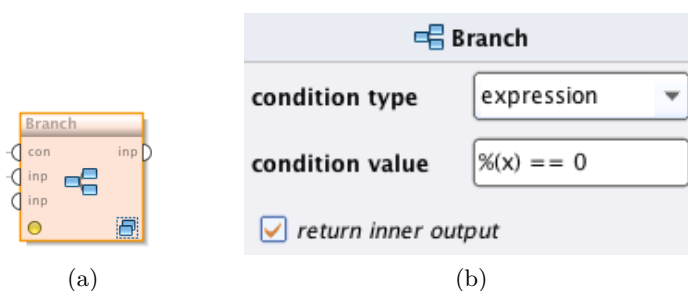 Branch
con inp
inp
inp
(a)
Branch
condition type expression
condition value %(x) == 0
return inner output
(b)